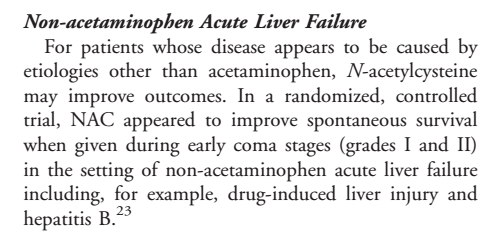 Non-acetaminophen Acute Liver Failure
For patients whose disease appears to be caused by
etiologies other than acetaminophen, N-acetylcysteine
may improve outcomes. In a randomized, controlled
trial, NAC appeared to improve spontaneous survival
when given during early coma stages (grades I and II)
in the setting of non-acetaminophen acute liver failure
including, for example, drug-induced liver injury and
hepatitis B.23